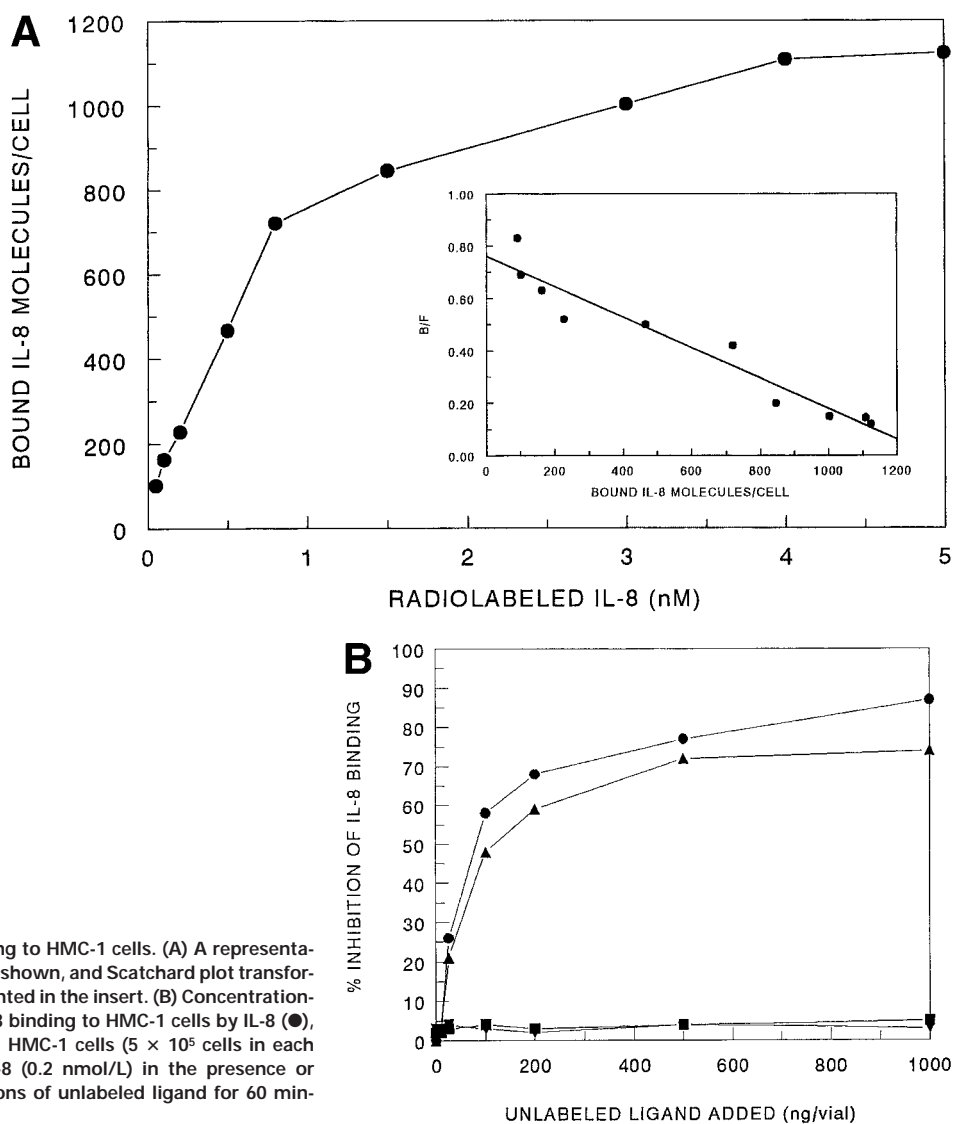 A
1200
1000
800
600
400
200
0
BOUND IL-8 MOLECULES/CELL
0 1 2 3 4 5
RADIOLABELED IL-8 (nM)
1.00
0.80
0.60
0.40
0.20
0.00
B/F
0 200 400 600 800 1000 1200
BOUND IL-8 MOLECULES/CELL
B
100
90
80
70
60
50
40
30
20
10
0
% INHIBITION OF IL-8 BINDING
0 200 400 600 800 1000
UNLABELED LIGAND ADDED (ng/vial)
ng to HMC-1 cells. (A) A representa-
shown, and Scatchard plot transfor-
nted in the insert. (B) Concentration-
8 binding to HMC-1 cells by IL-8 (●),
HMC-1 cells (5 × 10⁵ cells in each
-8 (0.2 nmol/L) in the presence or
ons of unlabeled ligand for 60 min-